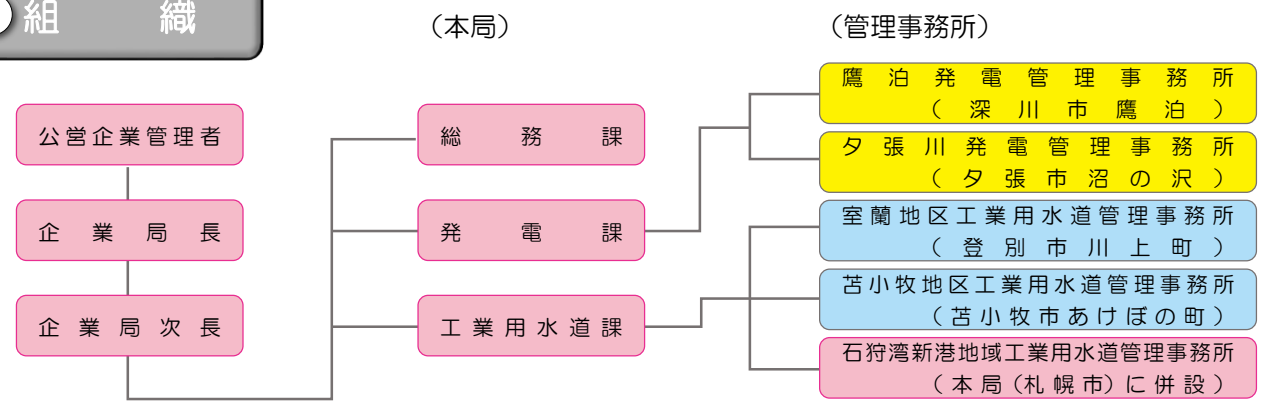 組織
（本局）
（管理事務所）
公営企業管理者
企業局長
企業局次長
総務課
発電課
工業用水道課
鷹泊発電管理事務所
（深川市鷹泊）
夕張川発電管理事務所
（夕張市沼の沢）
室蘭地区工業用水道管理事務所
（登別市川上町）
苫小牧地区工業用水道管理事務所
（苫小牧市あけぼの町）
石狩湾新港地域工業用水道管理事務所
（本局（札幌市）に併設）